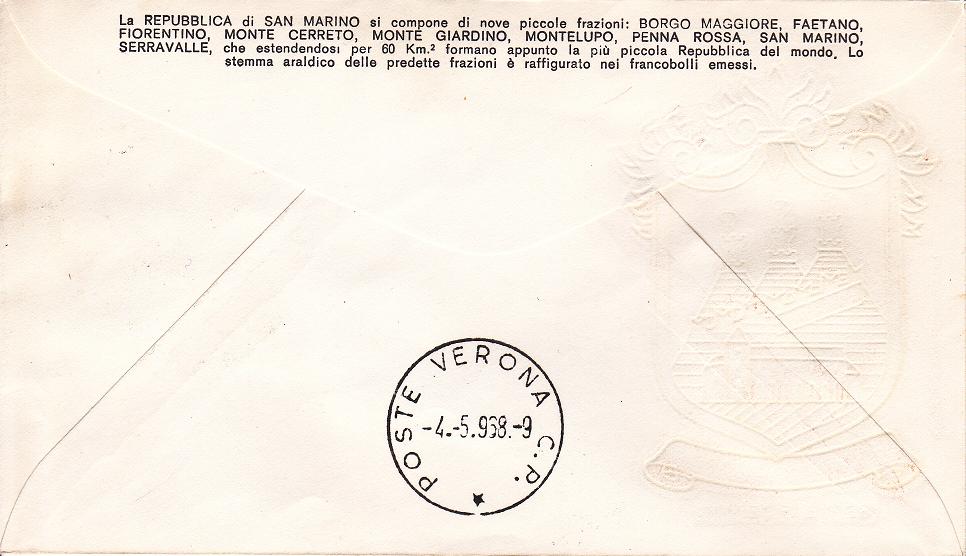 La REPUBBLICA di SAN MARINO si compone di nove piccole frazioni: BORGO MAGGIORE, FAETANO,
FIORENTINO, MONTE CERRETO, MONTE GIARDINO, MONTELUPO, PENNA ROSSA, SAN MARINO,
SERRAVALLE, che estendendosi per 60 Km.² formano appunto la più piccola Repubblica del mondo. Lo
stemma araldico delle predette frazioni è raffigurato nei francobolli emessi.
POSTE VERONA C.P.
-4.-5.968.-9